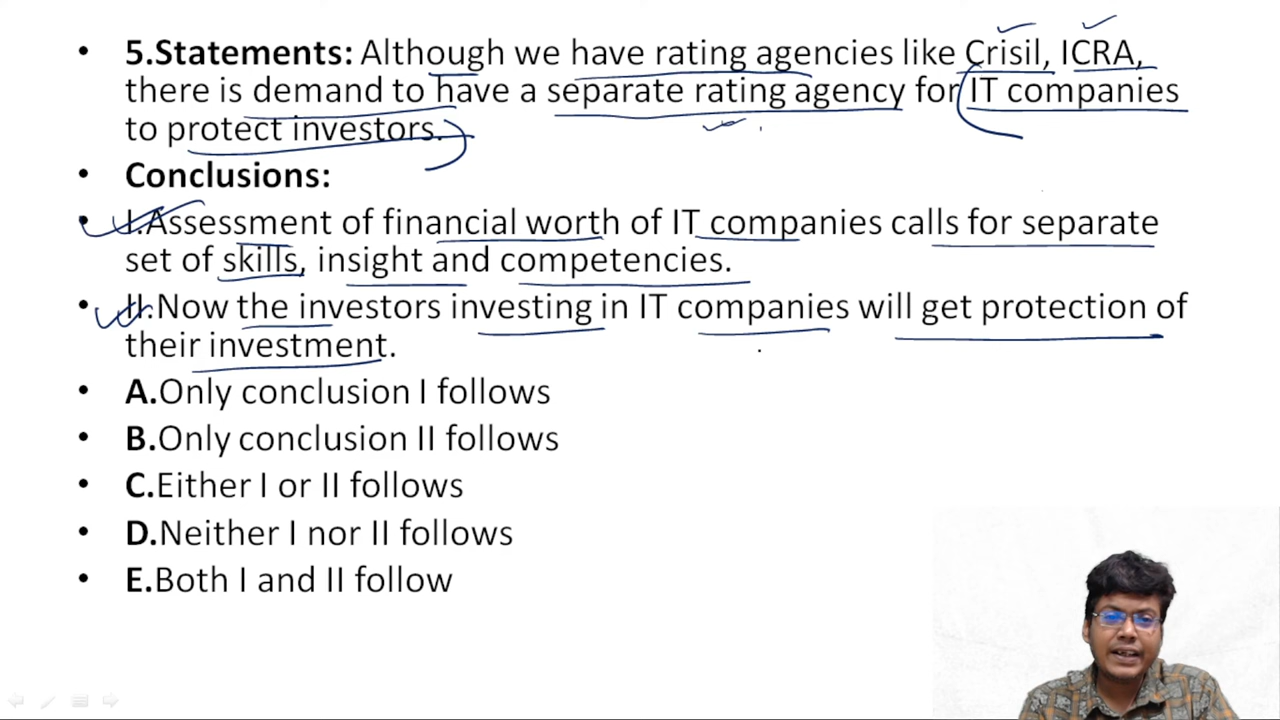 • 5.Statements: Although we have rating agencies like Crisil, ICRA,
there is demand to have a separate rating agency for IT companies
to protect investors.
• Conclusions:
• I.Assessment of financial worth of IT companies calls for separate
set of skills, insight and competencies.
• II.Now the investors investing in IT companies will get protection of
their investment.
• A.Only conclusion I follows
• B.Only conclusion II follows
• C.Either I or II follows
• D.Neither I nor II follows
• E.Both I and II follow